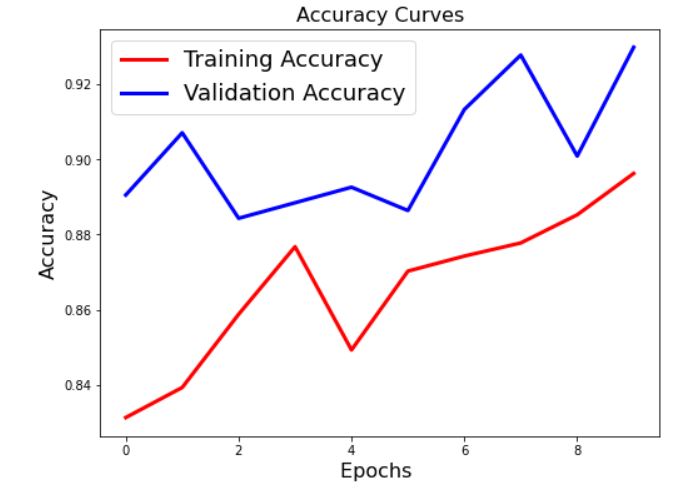 Accuracy Curves
Training Accuracy
Validation Accuracy
0.92
0.90
0.88
0.86
0.84
Accuracy
0 2 4 6 8
Epochs